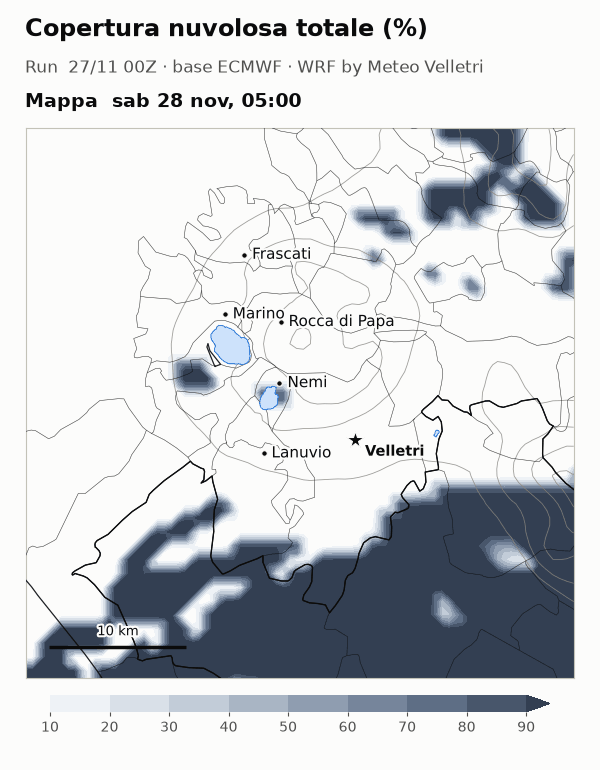 Copertura nuvolosa totale (%)
Run  27/11 00Z · base ECMWF · WRF by Meteo Velletri
Mappa  sab 28 nov, 05:00
Frascati
Marino
Rocca di Papa
Nemi
Velletri
Lanuvio
10 km
10 20 30 40 50 60 70 80 90